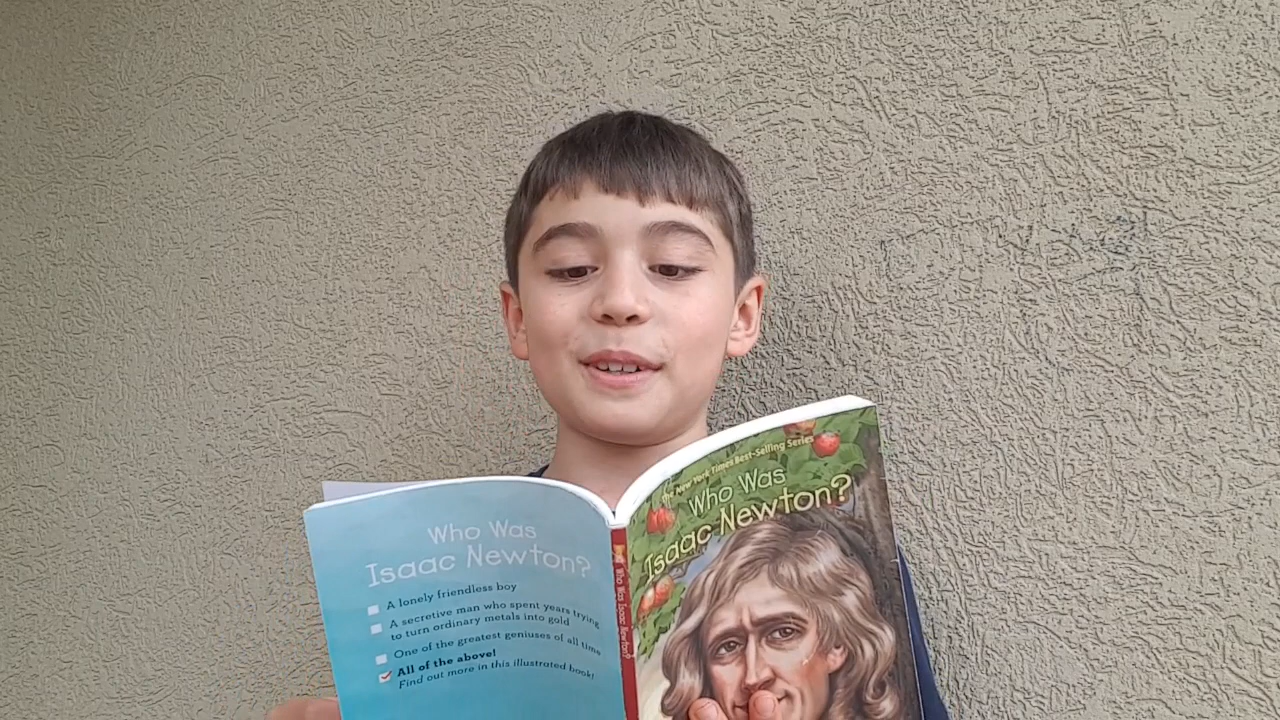 Who Was
Isaac Newton?
A lonely friendless boy
A secretive man who spent years trying
to turn ordinary metals into gold
One of the greatest geniuses of all time
All of the above!
Find out more in this illustrated book!
Who Was Isaac Newton?
The New York Times Best-Selling Series
Who Was
Isaac Newton?